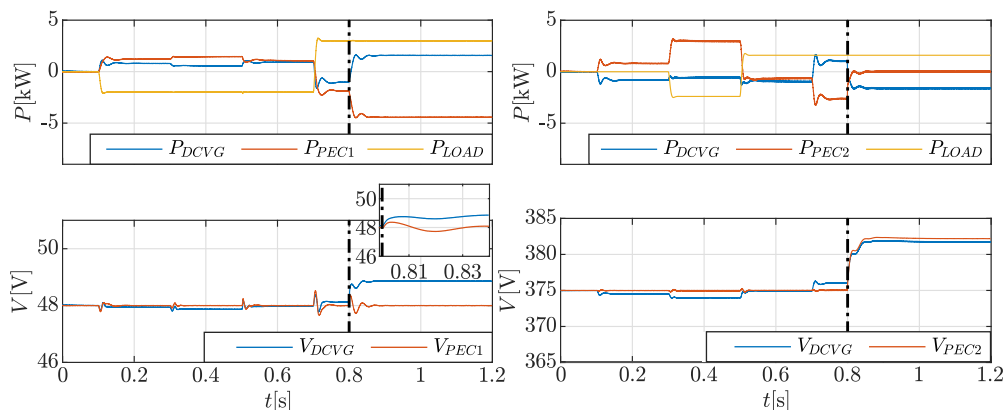 5
0
-5
P[kW]
P_DCVG P_PEC1 P_LOAD
5
0
-5
P[kW]
P_DCVG P_PEC2 P_LOAD
50
48
46
V[V]
50
48
46
0.81 0.83
V_DCVG V_PEC1
0 0.2 0.4 0.6 0.8 1 1.2
t[s]
385
380
375
370
365
V[V]
V_DCVG V_PEC2
0 0.2 0.4 0.6 0.8 1 1.2
t[s]